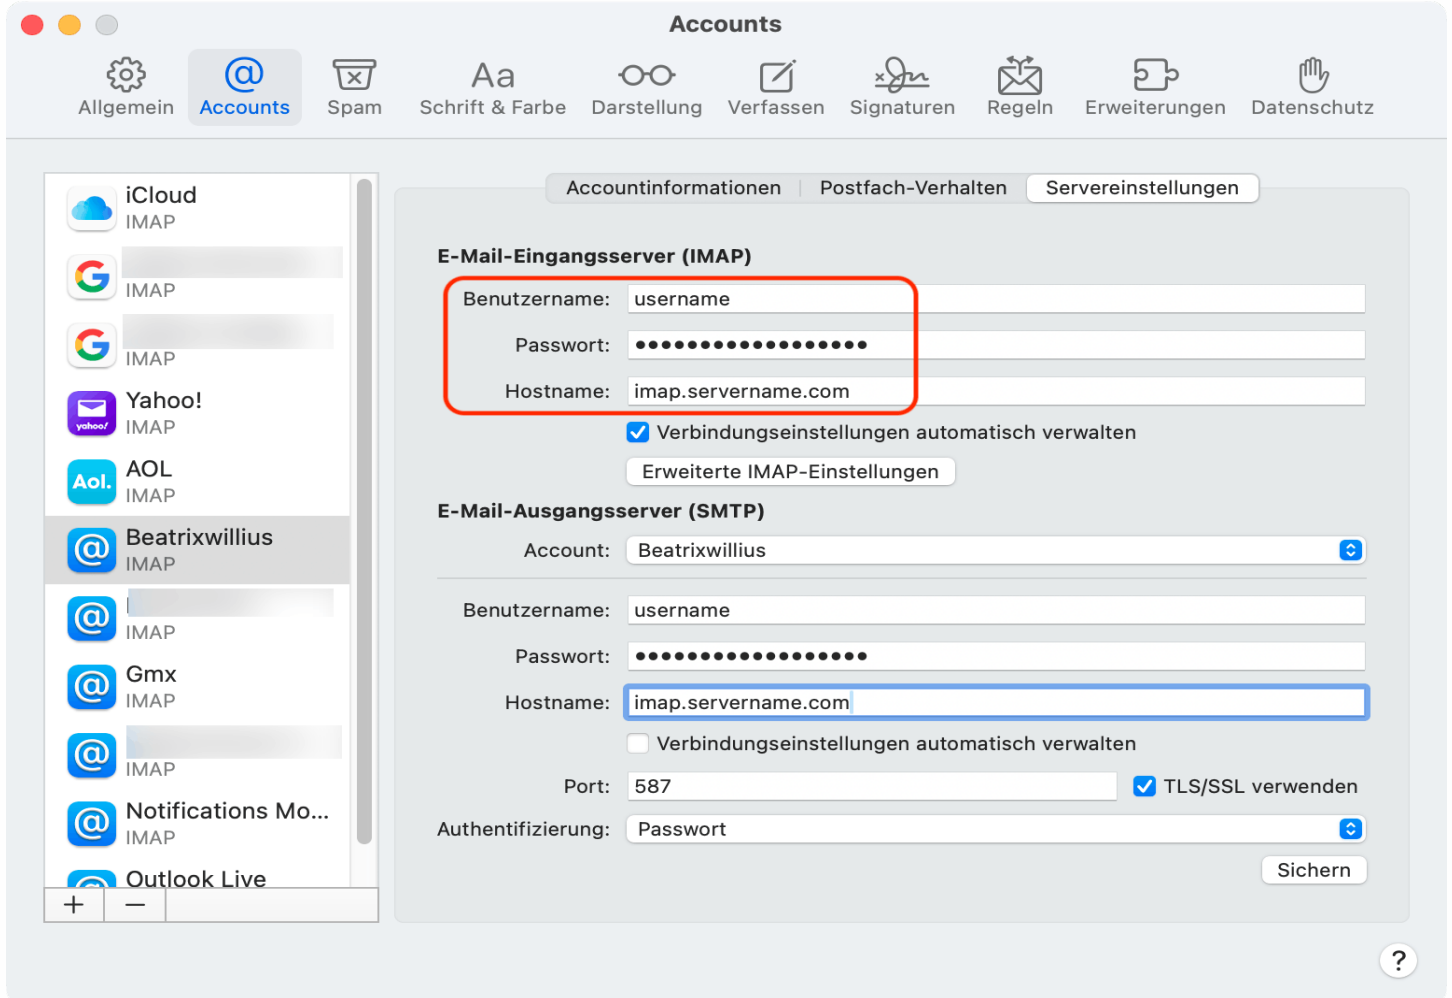 Accounts
Allgemein
Accounts
Spam
Schrift & Farbe
Darstellung
Verfassen
Signaturen
Regeln
Erweiterungen
Datenschutz
iCloud
IMAP
IMAP
IMAP
yahoo!
Yahoo!
IMAP
Aol.
AOL
IMAP
Beatrixwillius
IMAP
IMAP
Gmx
IMAP
IMAP
Notifications Mo...
IMAP
Outlook Live
Accountinformationen
Postfach-Verhalten
Servereinstellungen
E-Mail-Eingangsserver (IMAP)
Benutzername: username
Passwort: ••••••••••••••••••
Hostname: imap.servername.com
Verbindungseinstellungen automatisch verwalten
Erweiterte IMAP-Einstellungen
E-Mail-Ausgangsserver (SMTP)
Account: Beatrixwillius
Benutzername: username
Passwort: ••••••••••••••••••
Hostname: imap.servername.com
Verbindungseinstellungen automatisch verwalten
Port: 587 TLS/SSL verwenden
Authentifizierung: Passwort
Sichern
?